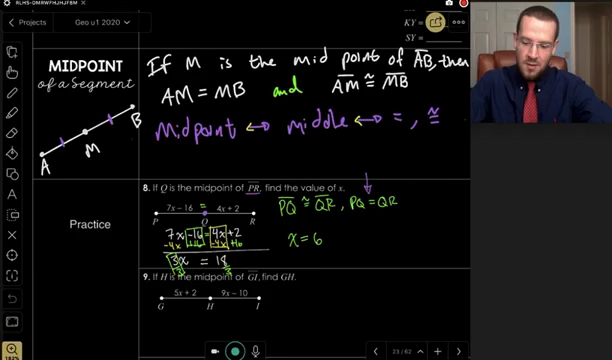 Projects
Geo u1 2020
RLHS-OMRWFHJHFJHFJH
KY =
SY =
MIDPOINT
of a Segment
B
M
A
If M is the mid point of AB, then
AM = MB and AM ≅ MB
Midpoint ↔ middle ↔ =, ≅
Practice
8. If Q is the midpoint of PR, find the value of x.
7x – 16 = 4x + 2
P Q R
PQ ≅ QR, PQ = QR
7x -16 = 4x + 2
-4x +16 -4x +16
3x = 18
3 3
x = 6
9. If H is the midpoint of GI, find GH.
5x + 2 9x – 10
G H I
23 / 62